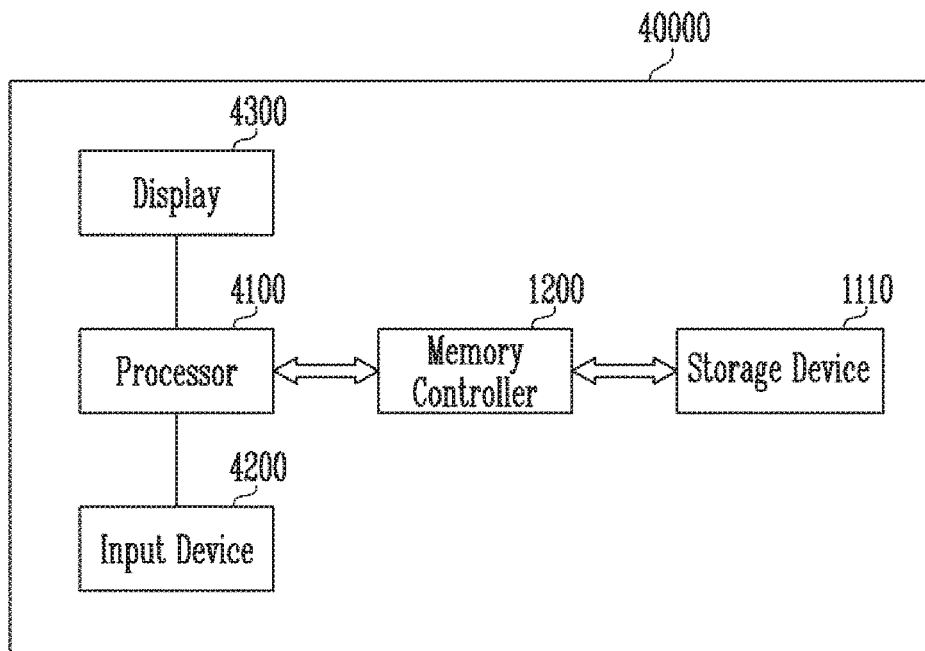 40000
4300
Display
4100
Processor
1200
Memory
Controller
1110
Storage Device
4200
Input Device